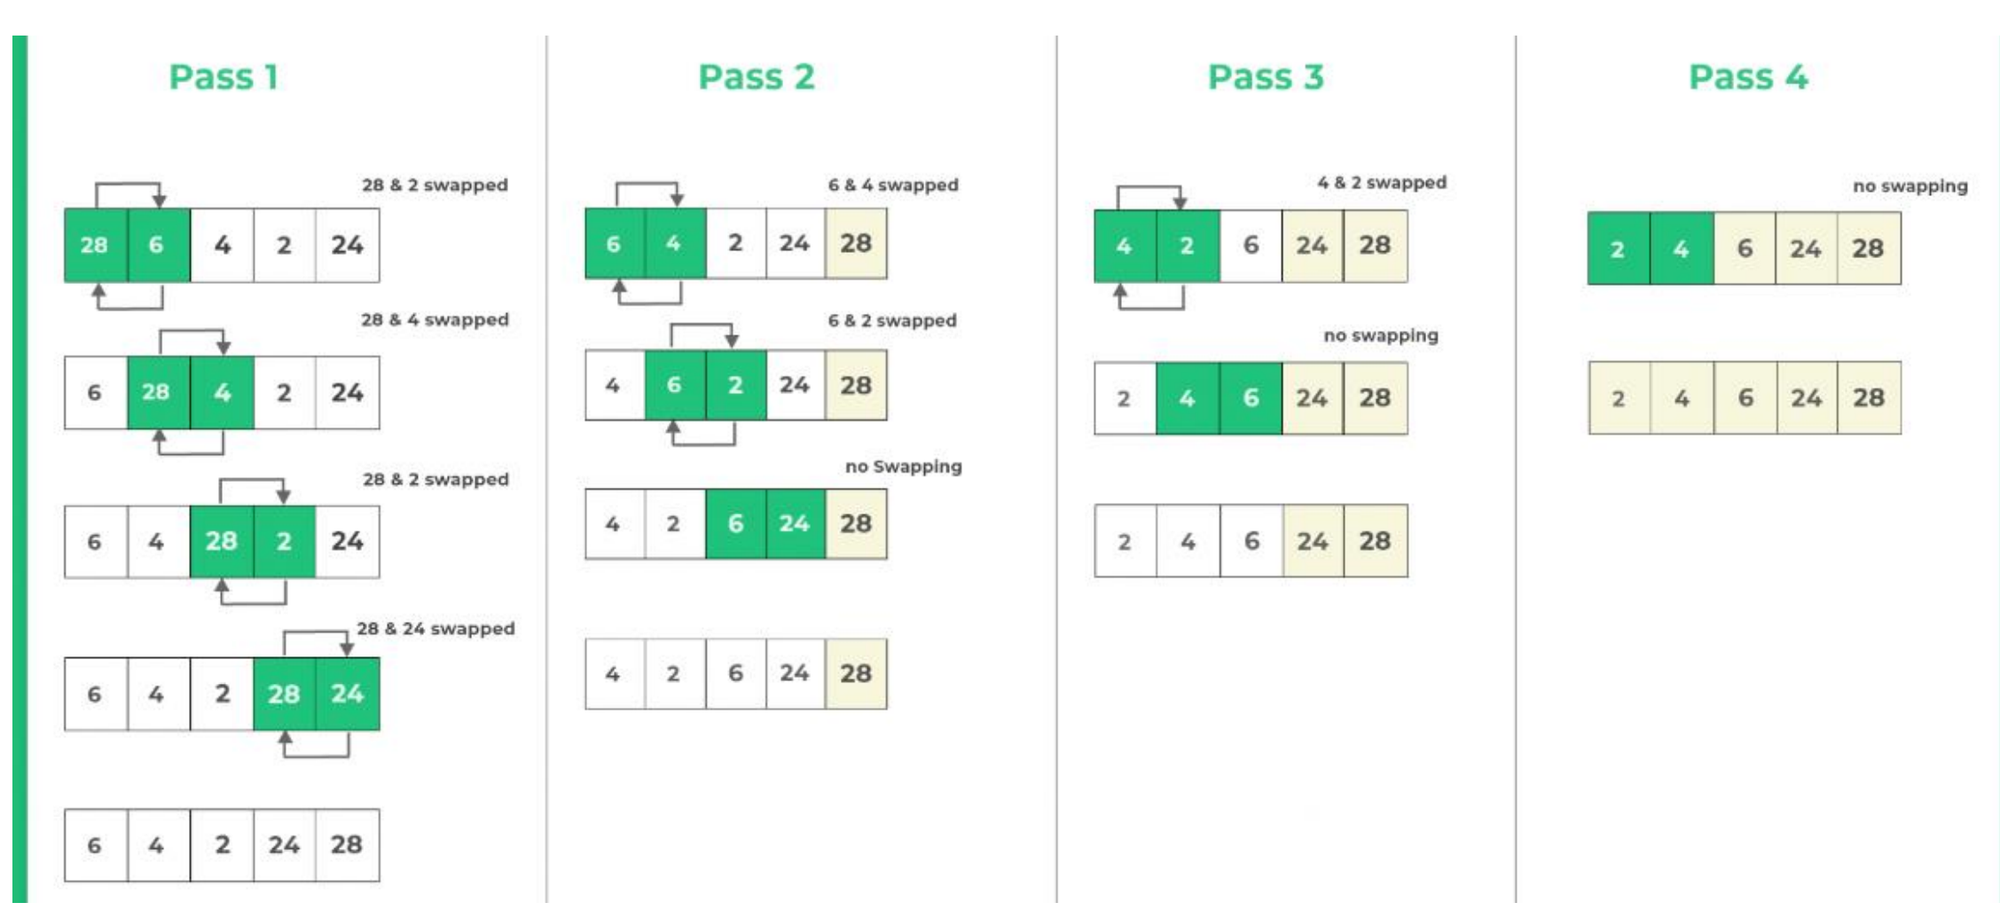 Pass 1
28 & 2 swapped
28 6 4 2 24
28 & 4 swapped
6 28 4 2 24
28 & 2 swapped
6 4 28 2 24
28 & 24 swapped
6 4 2 28 24
6 4 2 24 28
Pass 2
6 & 4 swapped
6 4 2 24 28
6 & 2 swapped
4 6 2 24 28
no Swapping
4 2 6 24 28
4 2 6 24 28
Pass 3
4 & 2 swapped
4 2 6 24 28
no swapping
2 4 6 24 28
2 4 6 24 28
Pass 4
no swapping
2 4 6 24 28
2 4 6 24 28